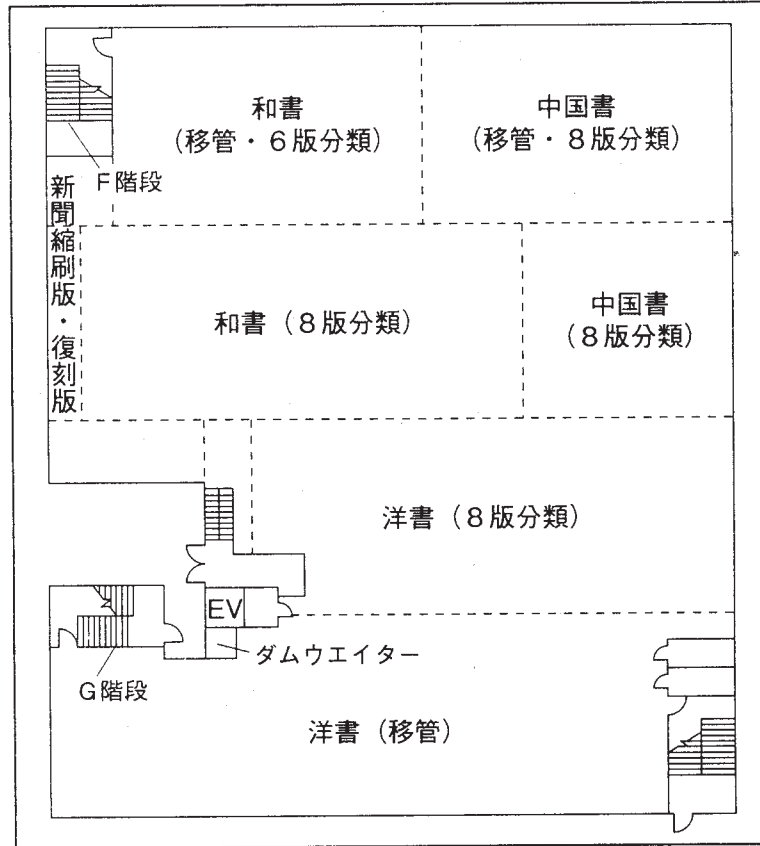 和書
(移管・6版分類)
中国書
(移管・8版分類)
F階段
新聞縮刷版・復刻版
和書(8版分類)
中国書
(8版分類)
洋書(8版分類)
EV
ダムウエイター
G階段
洋書(移管)